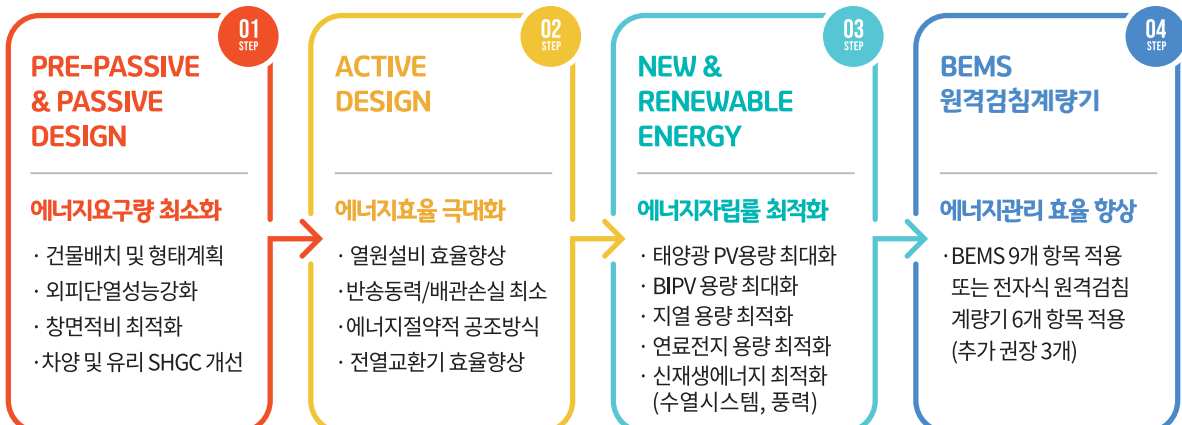 01
STEP
PRE-PASSIVE
& PASSIVE
DESIGN
에너지요구량 최소화
· 건물배치 및 형태계획
· 외피단열성능강화
· 창면적비 최적화
· 차양 및 유리 SHGC 개선
02
STEP
ACTIVE
DESIGN
에너지효율 극대화
· 열원설비 효율향상
· 반송동력/배관손실 최소
· 에너지절약적 공조방식
· 전열교환기 효율향상
03
STEP
NEW &
RENEWABLE
ENERGY
에너지자립률 최적화
· 태양광 PV용량 최대화
· BIPV 용량 최대화
· 지열 용량 최적화
· 연료전지 용량 최적화
· 신재생에너지 최적화
(수열시스템, 풍력)
04
STEP
BEMS
원격검침계량기
에너지관리 효율 향상
· BEMS 9개 항목 적용
또는 전자식 원격검침
계량기 6개 항목 적용
(추가 권장 3개)